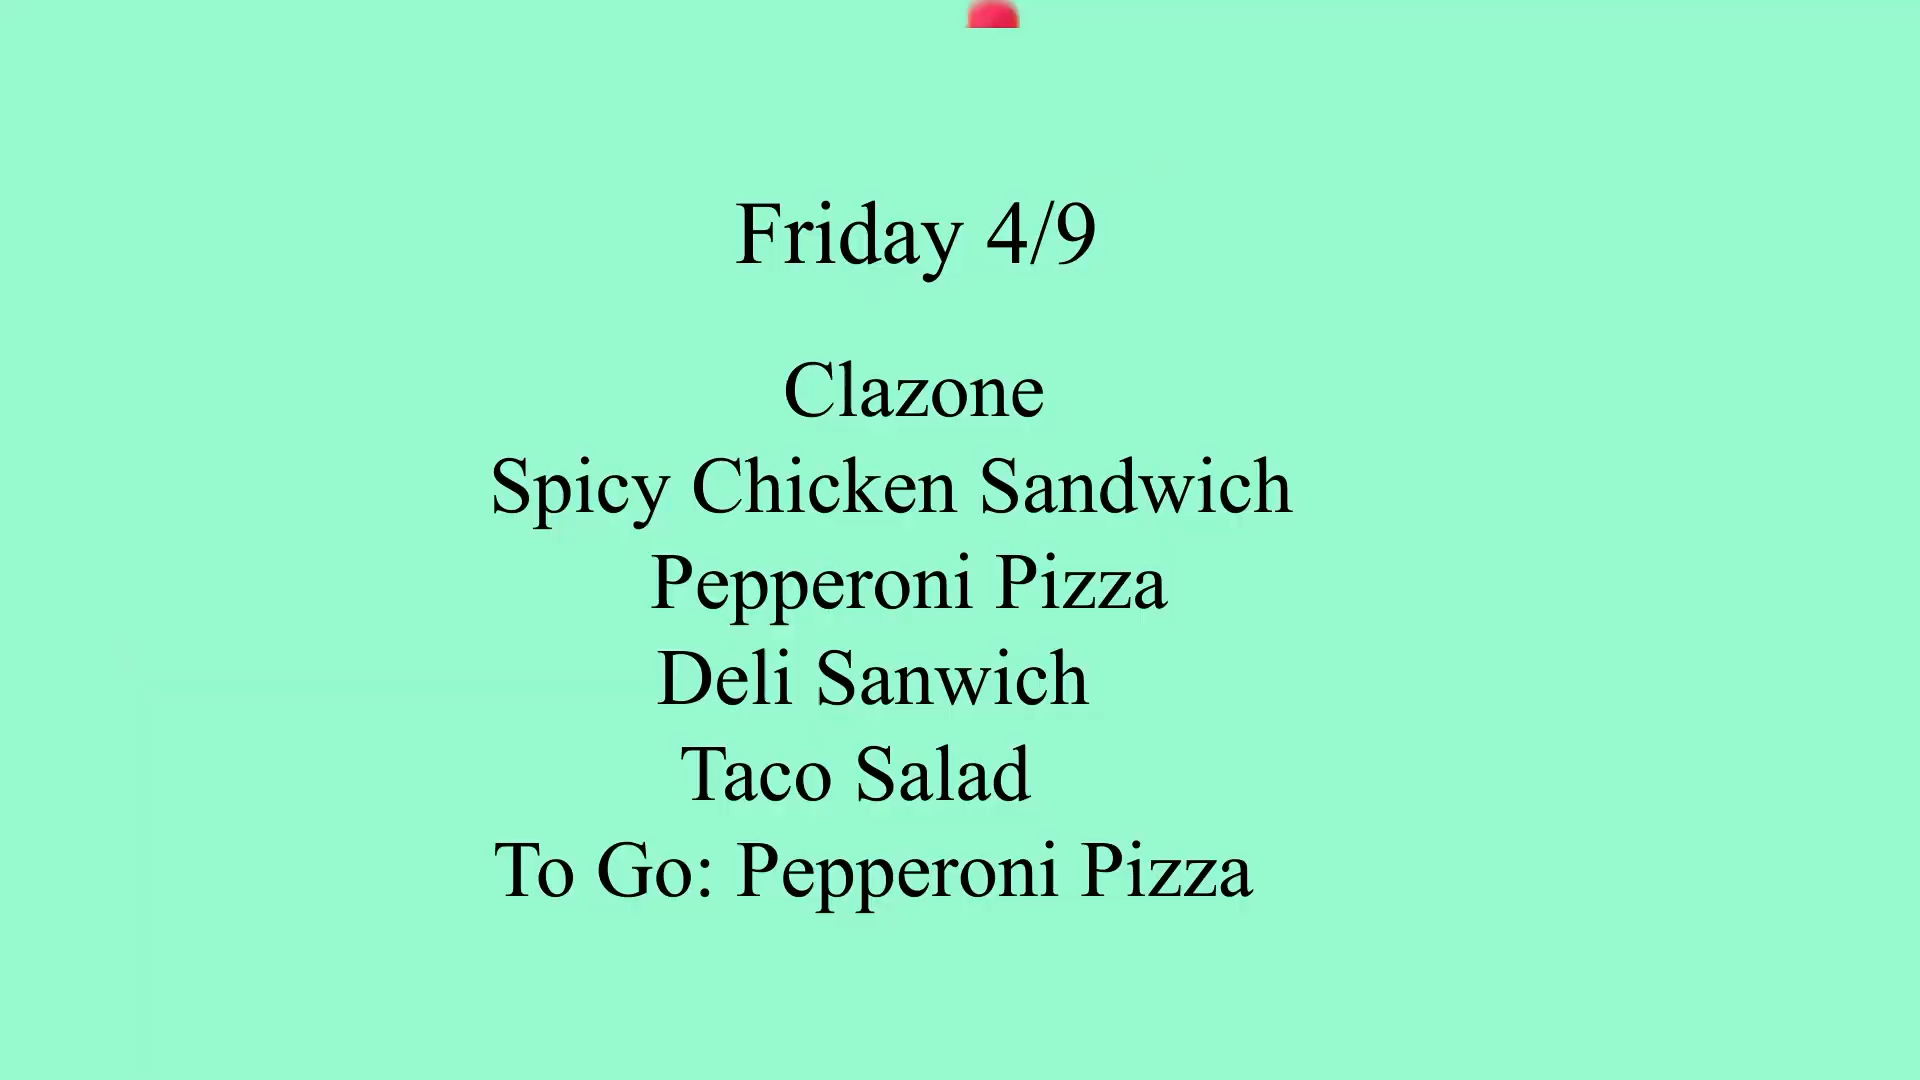 Friday 4/9
Clazone
Spicy Chicken Sandwich
Pepperoni Pizza
Deli Sanwich
Taco Salad
To Go: Pepperoni Pizza